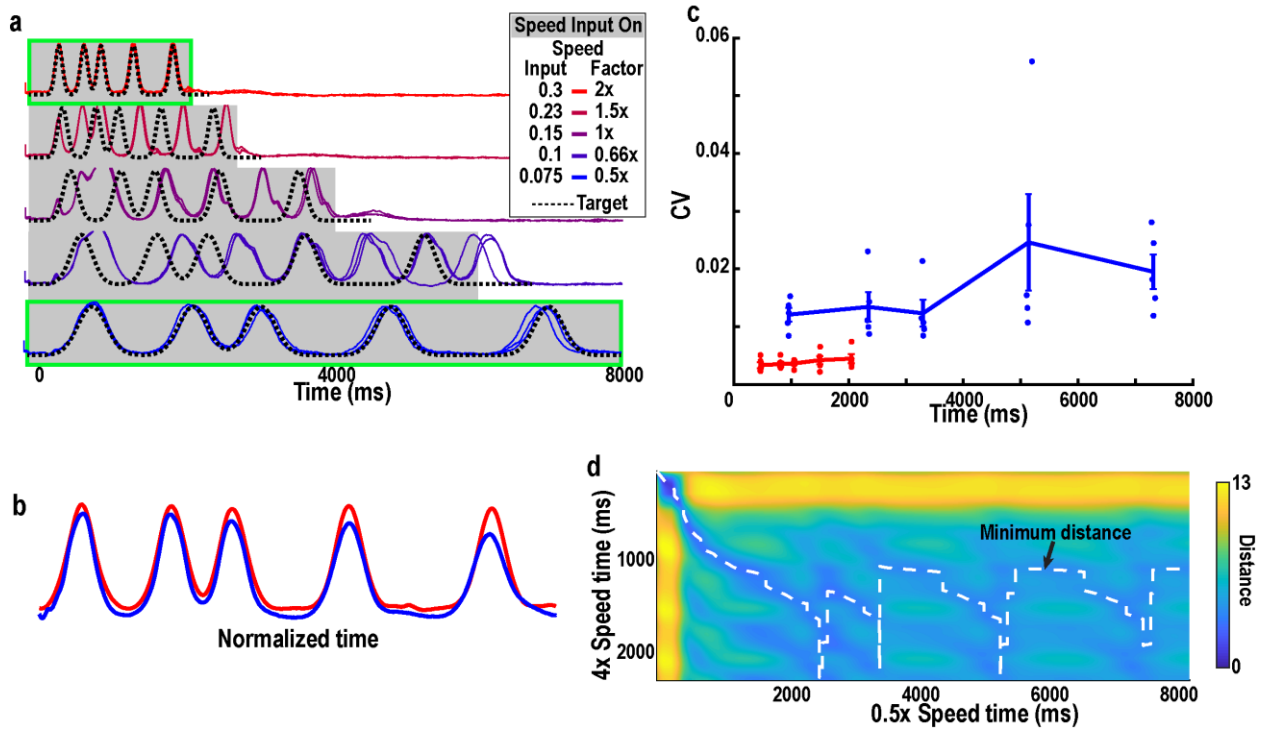 a
Speed Input On
Speed
Input Factor
0.3 2x
0.23 1.5x
0.15 1x
0.1 0.66x
0.075 0.5x
Target
0 4000 8000
Time (ms)
b
Normalized time
c
0.06
0.04
0.02
CV
0 2000 4000 6000 8000
Time (ms)
d
Minimum distance
4x Speed time (ms)
1000
2000
2000 4000 6000 8000
0.5x Speed time (ms)
13
0
Distance